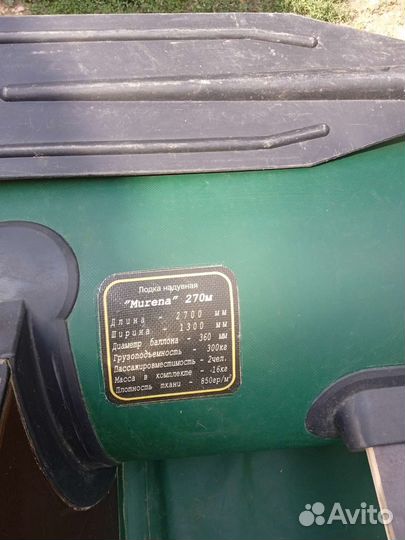 Лодка надувная
"Murena" 270м
Длина - 2700 мм
Ширина - 1300 мм
Диаметр баллона - 360 мм
Грузоподъемность - 300кг
Пассажировместимость - 2чел.
Масса в комплекте - 16кг
Плотность ткани - 850гр/м²
Avito